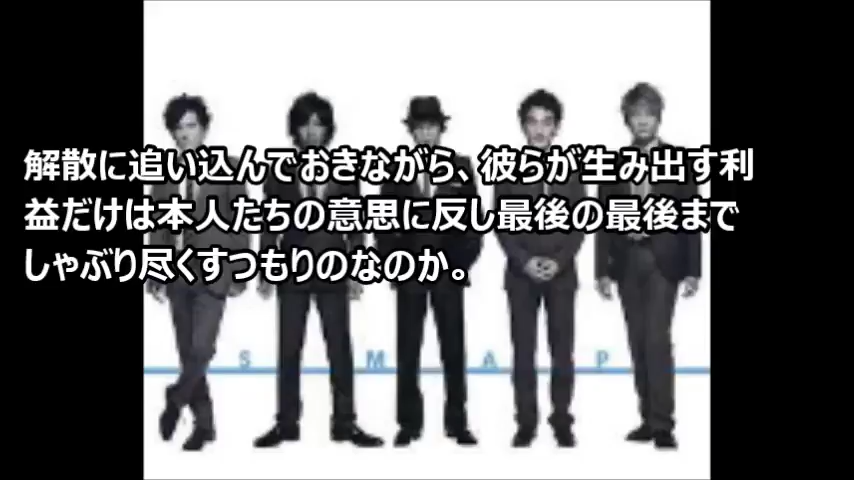 解散に追い込んでおきながら、彼らが生み出す利
益だけは本人たちの意思に反し最後の最後まで
しゃぶり尽くすつもりのなのか。
S M A P